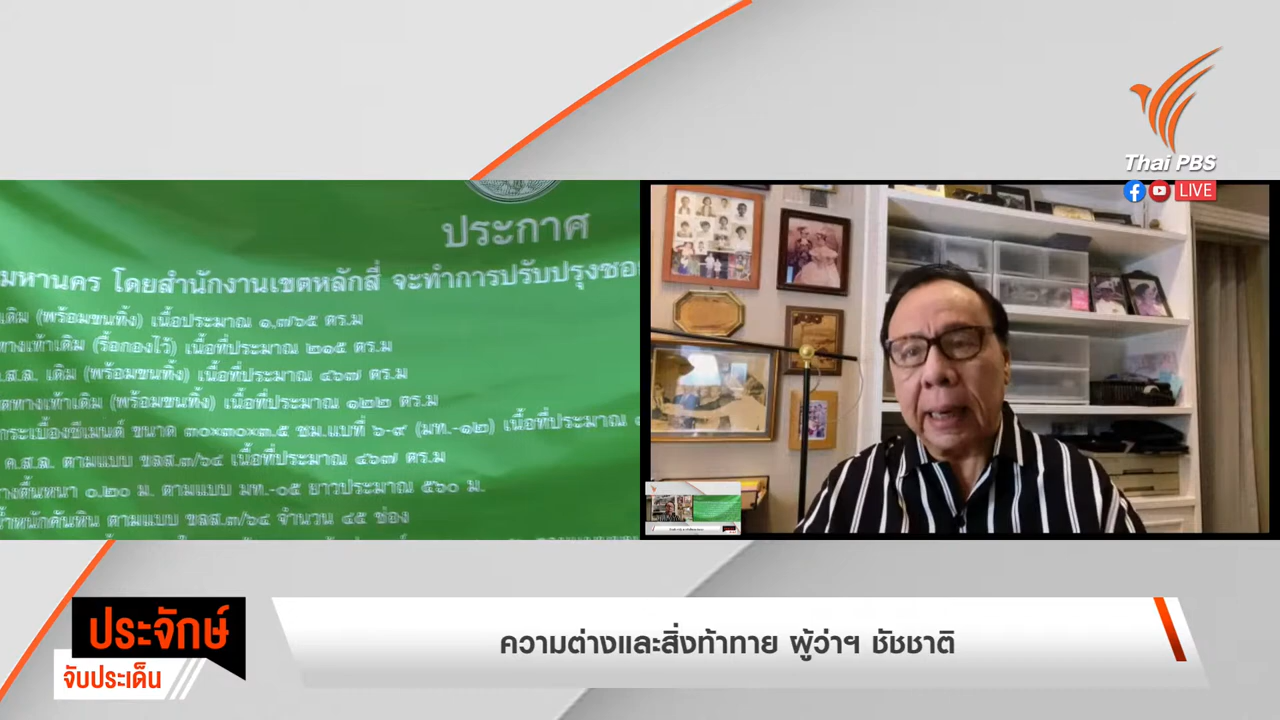 Thai PBS
LIVE
ประกาศ
มหานคร โดยสำนักงานเขตหลักสี่ จะทำการปรับปรุงซอย
เดิม (พร้อมขนทิ้ง) เนื้อประมาณ ๑,๗๖๕ ตร.ม
ทางเท้าเดิม (รื้อกองไว้) เนื้อที่ประมาณ ๒๑๕ ตร.ม
ค.ส.ล. เดิม (พร้อมขนทิ้ง) เนื้อที่ประมาณ ๔๖๗ ตร.ม
ทางเท้าเดิม (พร้อมขนทิ้ง) เนื้อที่ประมาณ ๑๒๒ ตร.ม
กระเบื้องซีเมนต์ ขนาด ๓๐x๓๐x๓.๕ ซม.แบบที่ ๖-๙ (มท.-๑๒) เนื้อที่ประมาณ
ค.ส.ล. ตามแบบ ขลส.๓/๖๔ เนื้อที่ประมาณ ๔๖๗ ตร.ม
างตื้นหนา ๐.๒๐ ม. ตามแบบ มท.-๐๕ ยาวประมาณ ๕๖๐ ม.
น้ำพนักคันหิน ตามแบบ ขลส.๓/๖๔ จำนวน ๔๕ ช่อง
ประจักษ์
จับประเด็น
ความต่างและสิ่งท้าทาย ผู้ว่าฯ ชัชชาติ